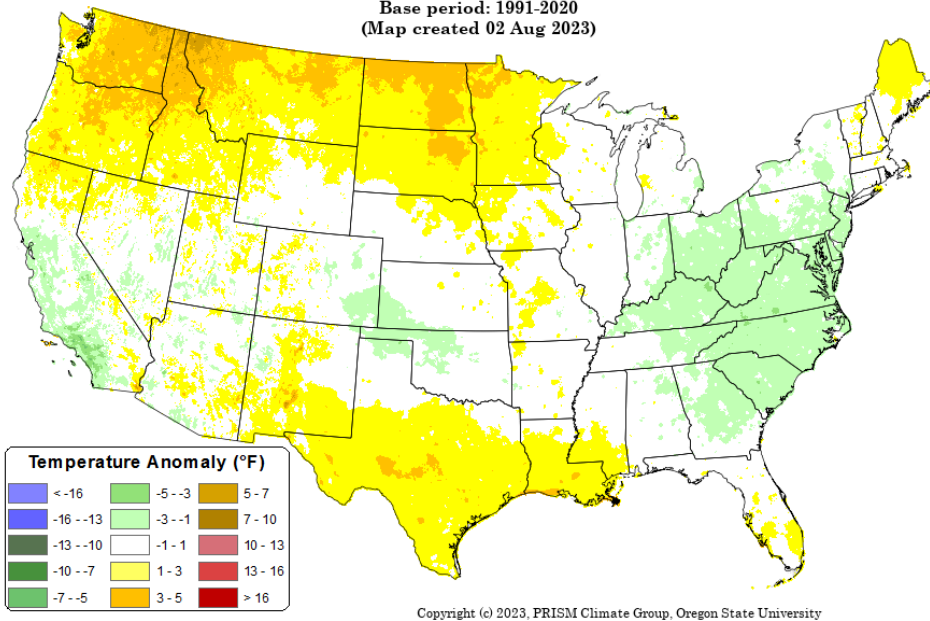 Base period: 1991-2020
(Map created 02 Aug 2023)
Temperature Anomaly (°F)
< -16 -5 - -3 5 - 7
-16 - -13 -3 - -1 7 - 10
-13 - -10 -1 - 1 10 - 13
-10 - -7 1 - 3 13 - 16
-7 - -5 3 - 5 > 16
Copyright (c) 2023, PRISM Climate Group, Oregon State University